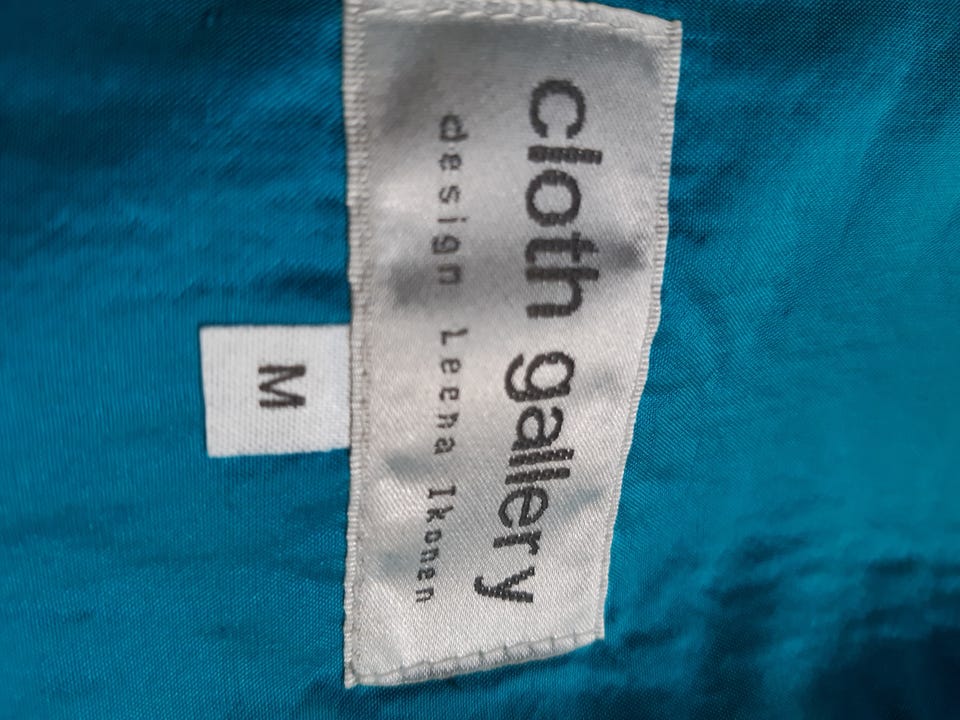 cloth gallery
design Leena Ikonen
M